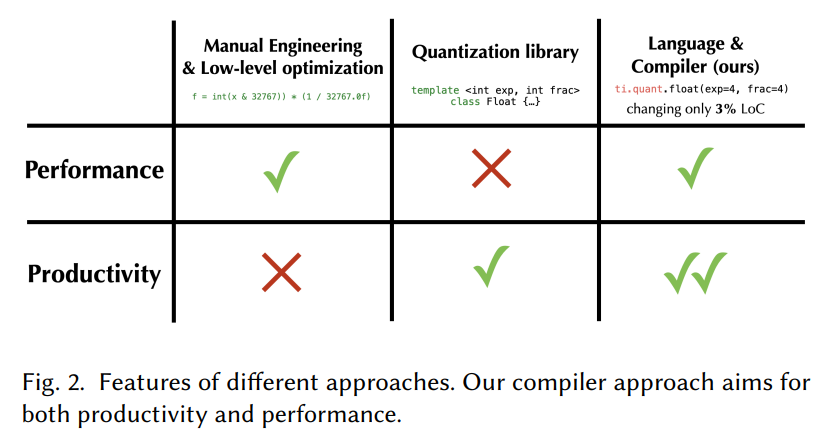 Manual Engineering
& Low-level optimization
f = int(x & 32767)) * (1 / 32767.0f)
Quantization library
template <int exp, int frac>
class Float {…}
Language &
Compiler (ours)
ti.quant.float(exp=4, frac=4)
changing only 3% LoC
Performance
Productivity
Fig. 2. Features of different approaches. Our compiler approach aims for
both productivity and performance.